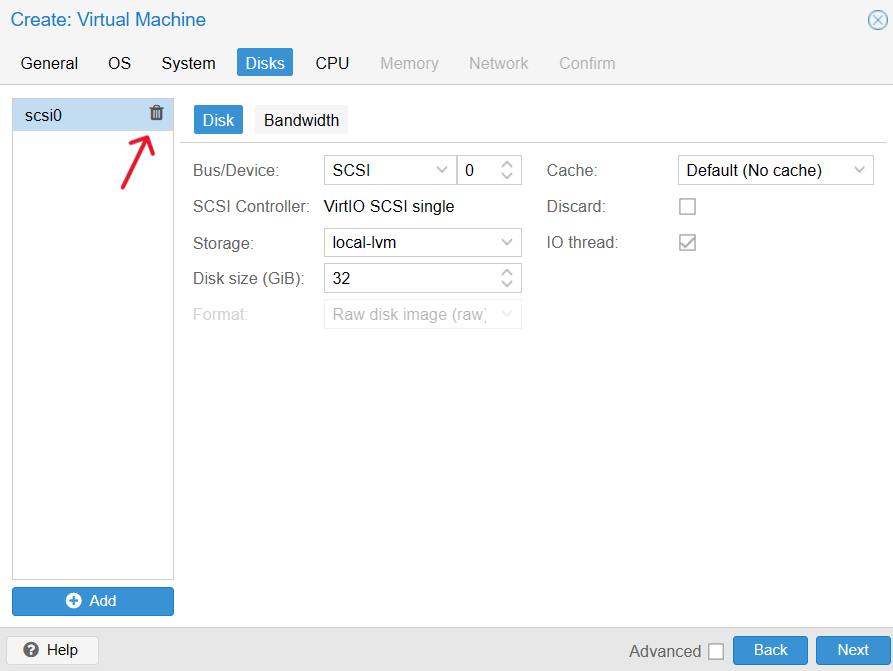 Create: Virtual Machine
General OS System Disks CPU Memory Network Confirm
scsi0
Disk Bandwidth
Bus/Device: SCSI 0 Cache: Default (No cache)
SCSI Controller: VirtIO SCSI single Discard:
Storage: local-lvm IO thread:
Disk size (GiB): 32
Format: Raw disk image (raw)
Add
Help Advanced Back Next